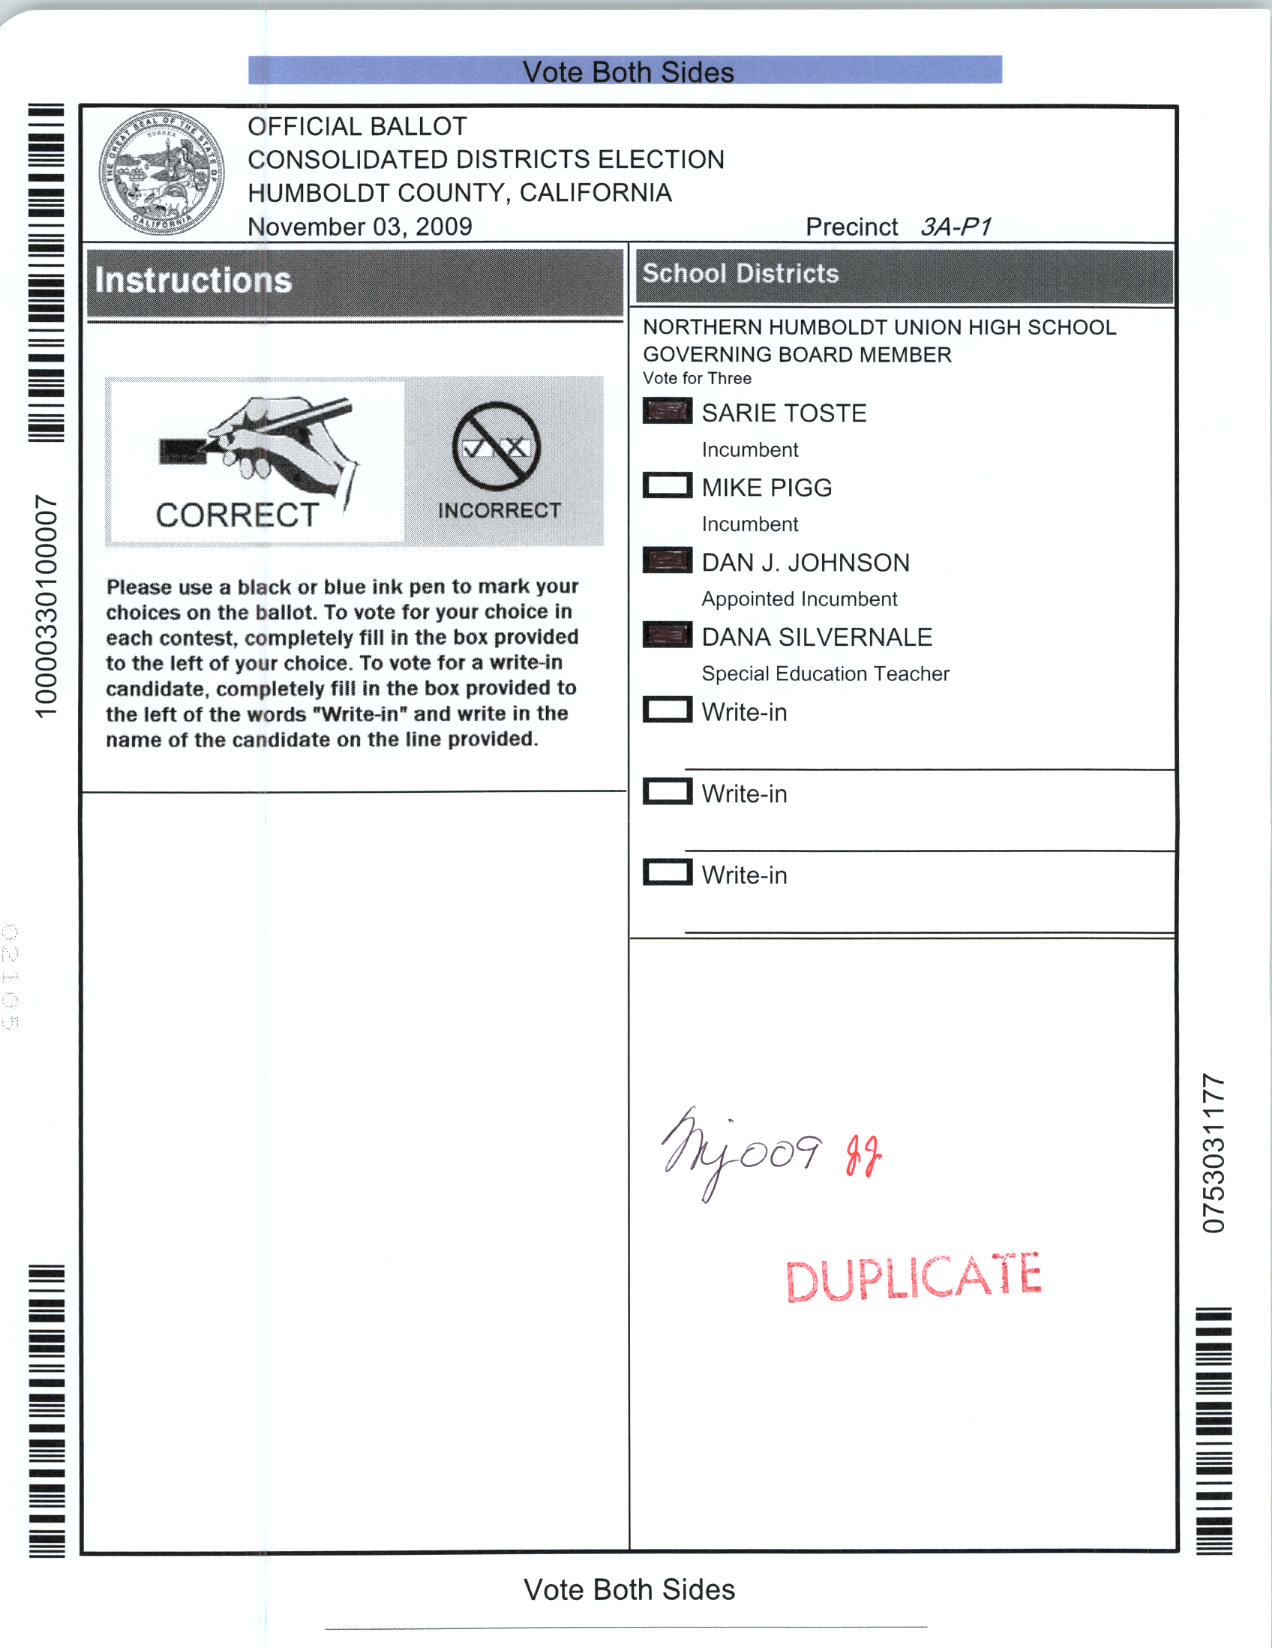 Vote Both Sides
THE GREAT SEAL OF THE STATE OF CALIFORNIA
EUREKA
OFFICIAL BALLOT
CONSOLIDATED DISTRICTS ELECTION
HUMBOLDT COUNTY, CALIFORNIA
November 03, 2009
Precinct 3A-P1
Instructions
CORRECT
INCORRECT
Please use a black or blue ink pen to mark your
choices on the ballot. To vote for your choice in
each contest, completely fill in the box provided
to the left of your choice. To vote for a write-in
candidate, completely fill in the box provided to
the left of the words "Write-in" and write in the
name of the candidate on the line provided.
School Districts
NORTHERN HUMBOLDT UNION HIGH SCHOOL
GOVERNING BOARD MEMBER
Vote for Three
SARIE TOSTE
Incumbent
MIKE PIGG
Incumbent
DAN J. JOHNSON
Appointed Incumbent
DANA SILVERNALE
Special Education Teacher
Write-in
Write-in
Write-in
DUPLICATE
10000330100007
02105
0753031177
Vote Both Sides